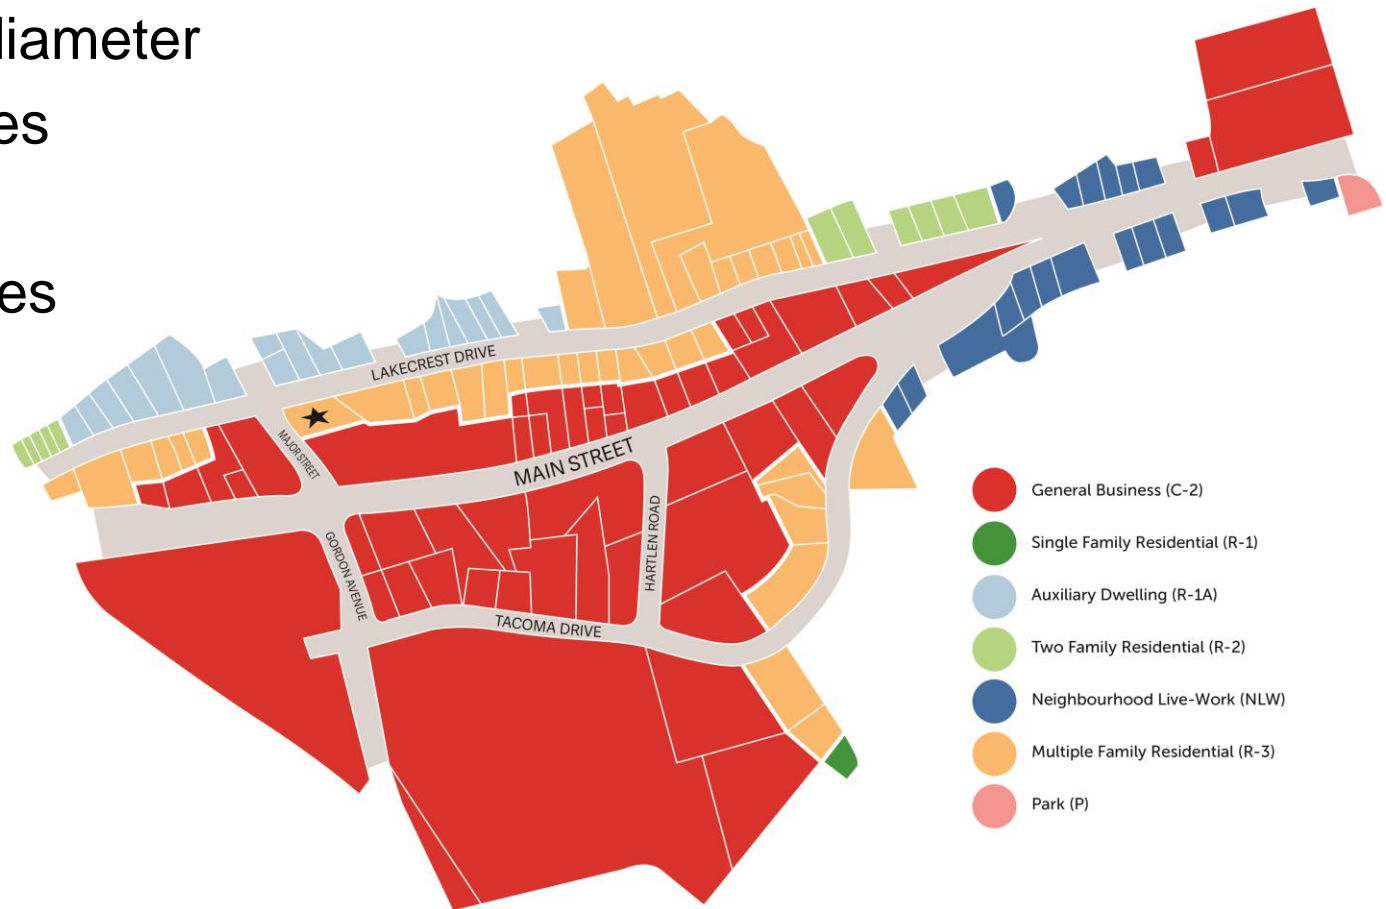 diameter
es
es
LAKECREST DRIVE
MAJOR STREET
MAIN STREET
GORDON AVENUE
HARTLEN ROAD
TACOMA DRIVE
General Business (C-2)
Single Family Residential (R-1)
Auxiliary Dwelling (R-1A)
Two Family Residential (R-2)
Neighbourhood Live-Work (NLW)
Multiple Family Residential (R-3)
Park (P)